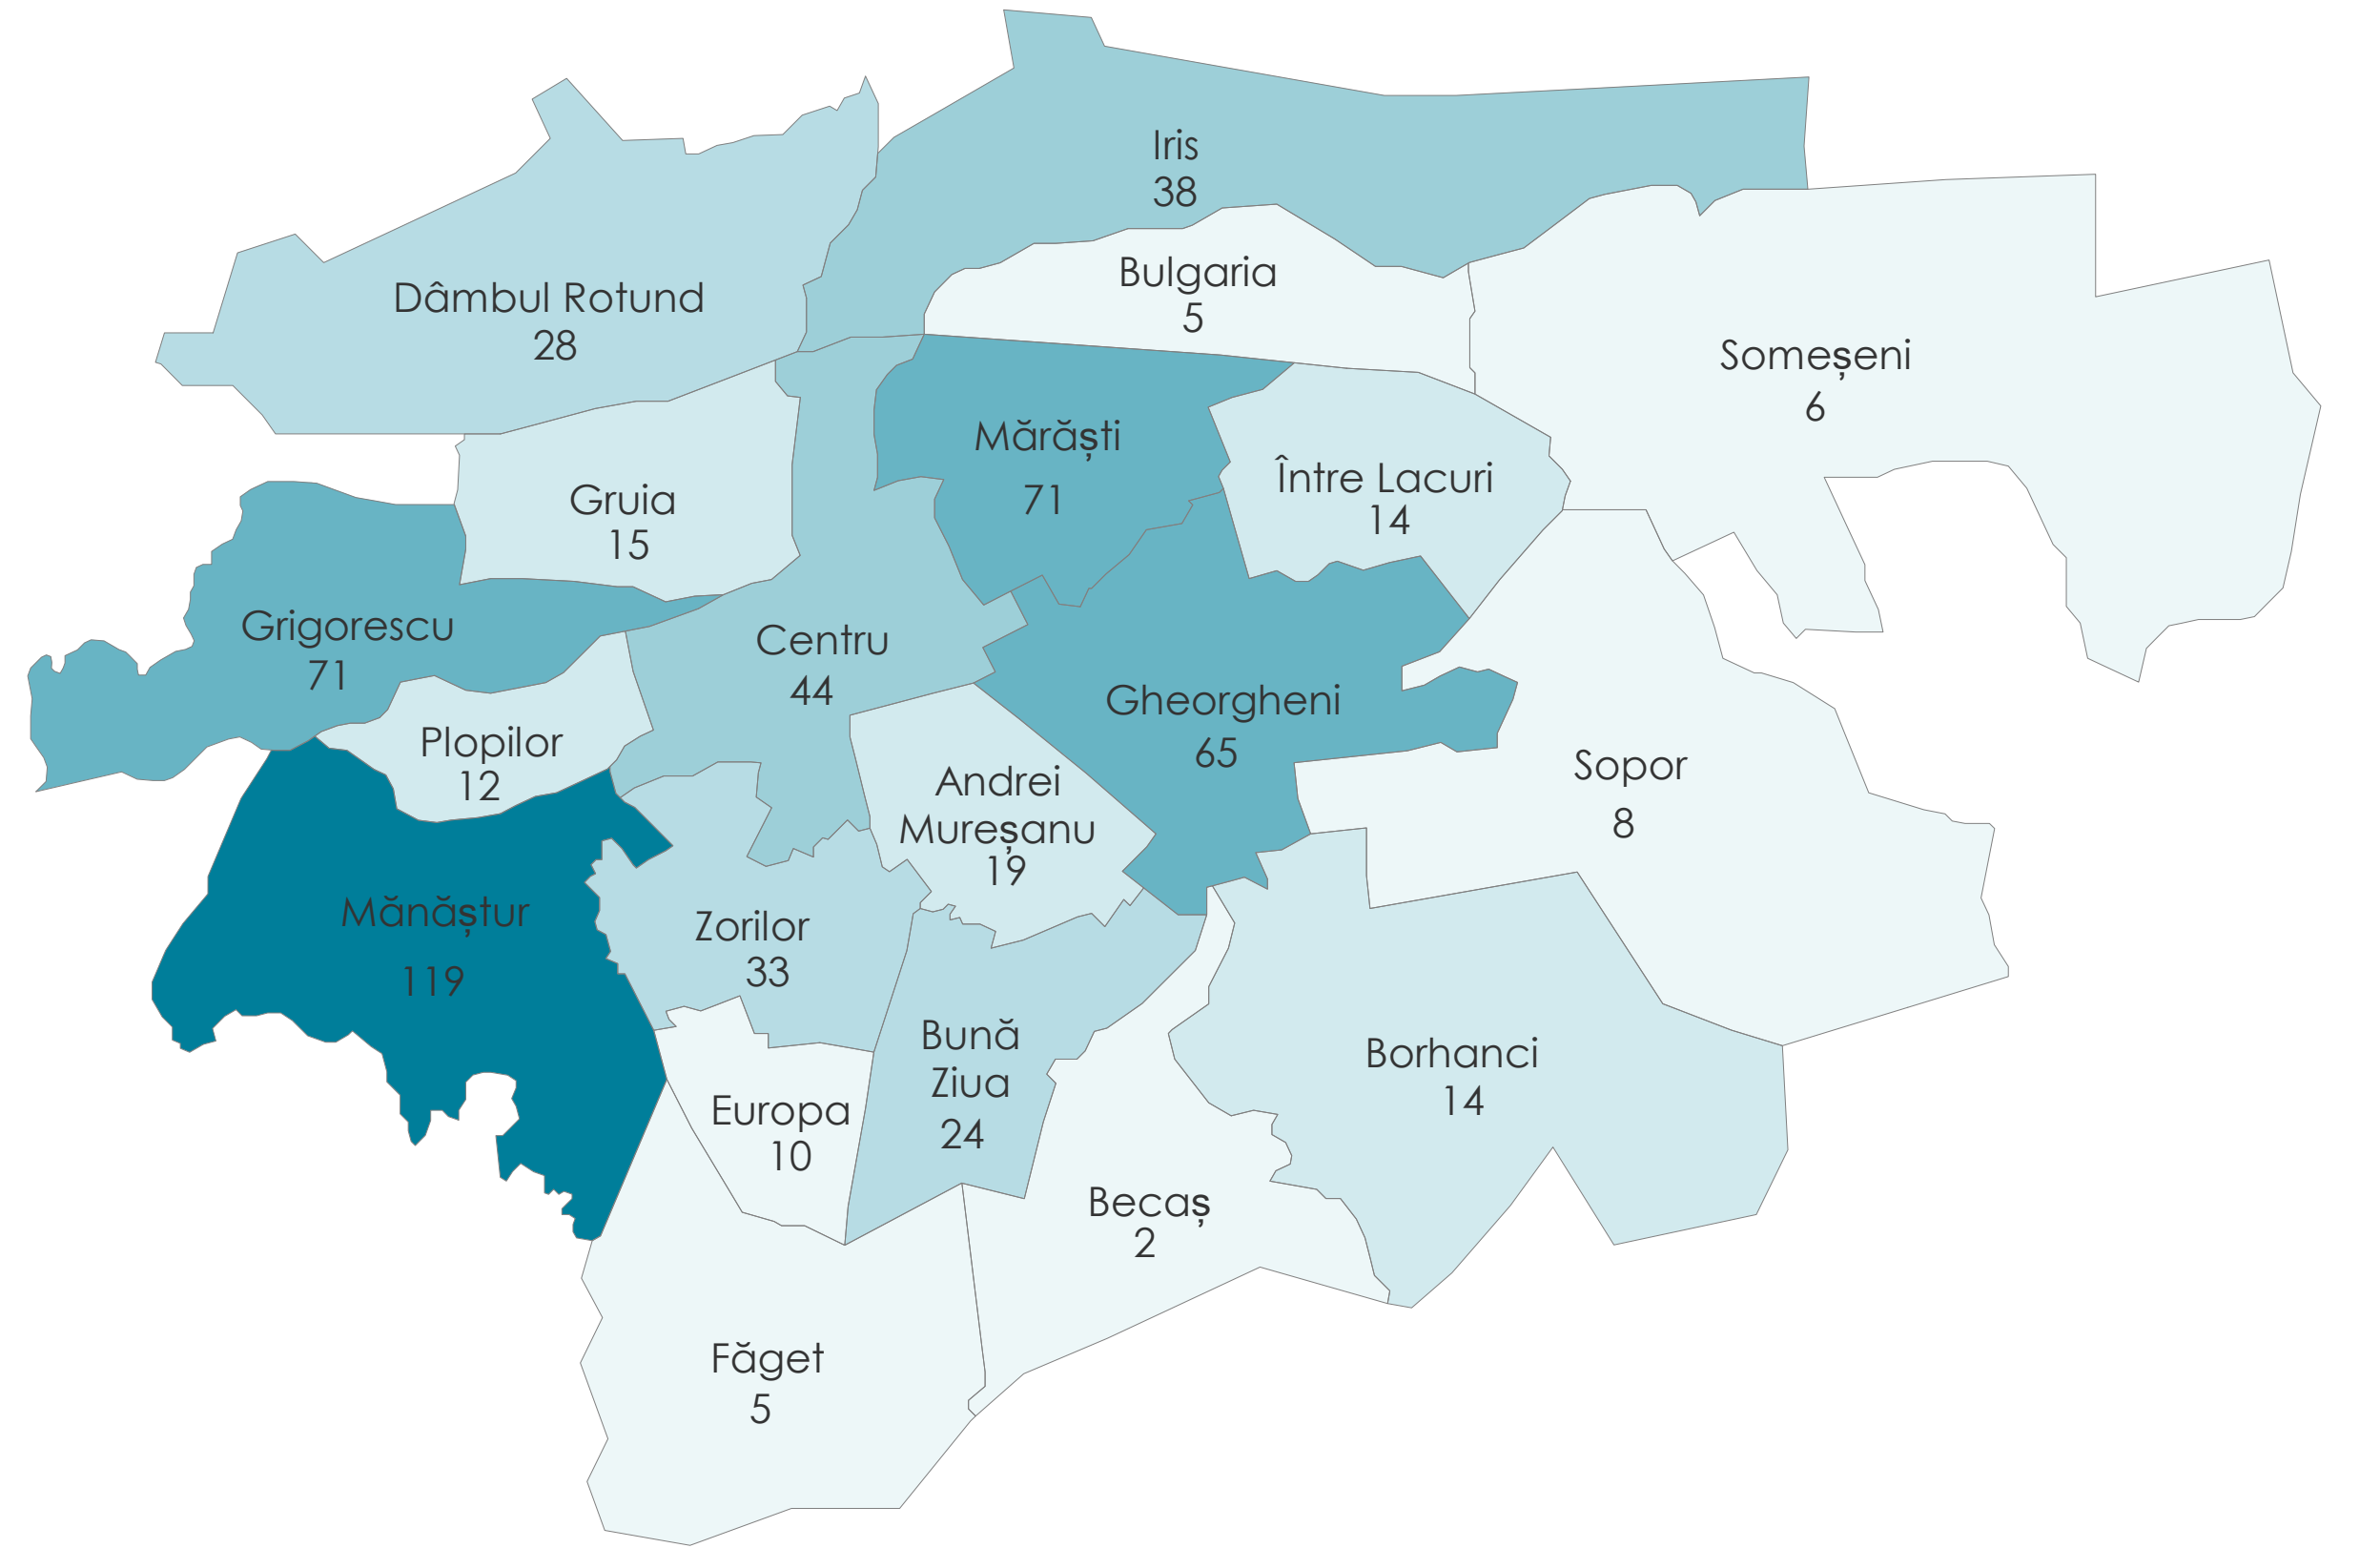 Iris
38
Bulgaria
5
Dâmbul Rotund
28
Someșeni
6
Mărăști
71
Între Lacuri
14
Gruia
15
Grigorescu
71
Centru
44
Gheorgheni
65
Plopilor
12
Sopor
8
Andrei
Mureșanu
19
Mănăștur
119
Zorilor
33
Bună
Ziua
24
Borhanci
14
Europa
10
Becaș
2
Făget
5